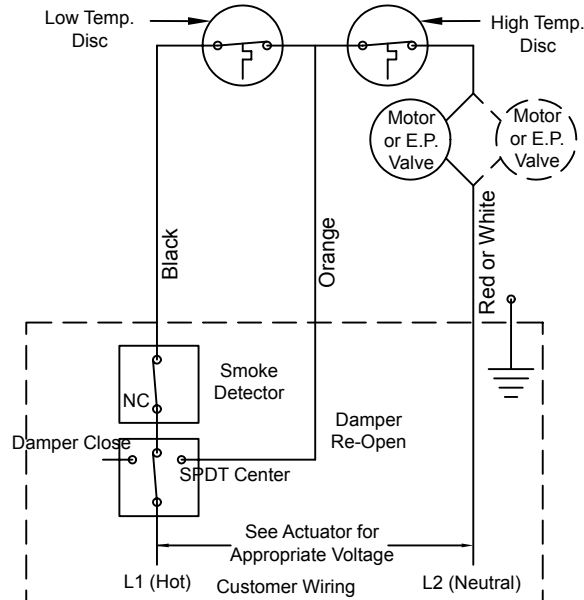 Low Temp.
Disc
High Temp.
Disc
Motor
or E.P.
Valve
Motor
or E.P.
Valve
Black
Orange
Red or White
Smoke
Detector
NC
Damper
Re-Open
Damper Close
SPDT Center
See Actuator for
Appropriate Voltage
L1 (Hot)
Customer Wiring
L2 (Neutral)